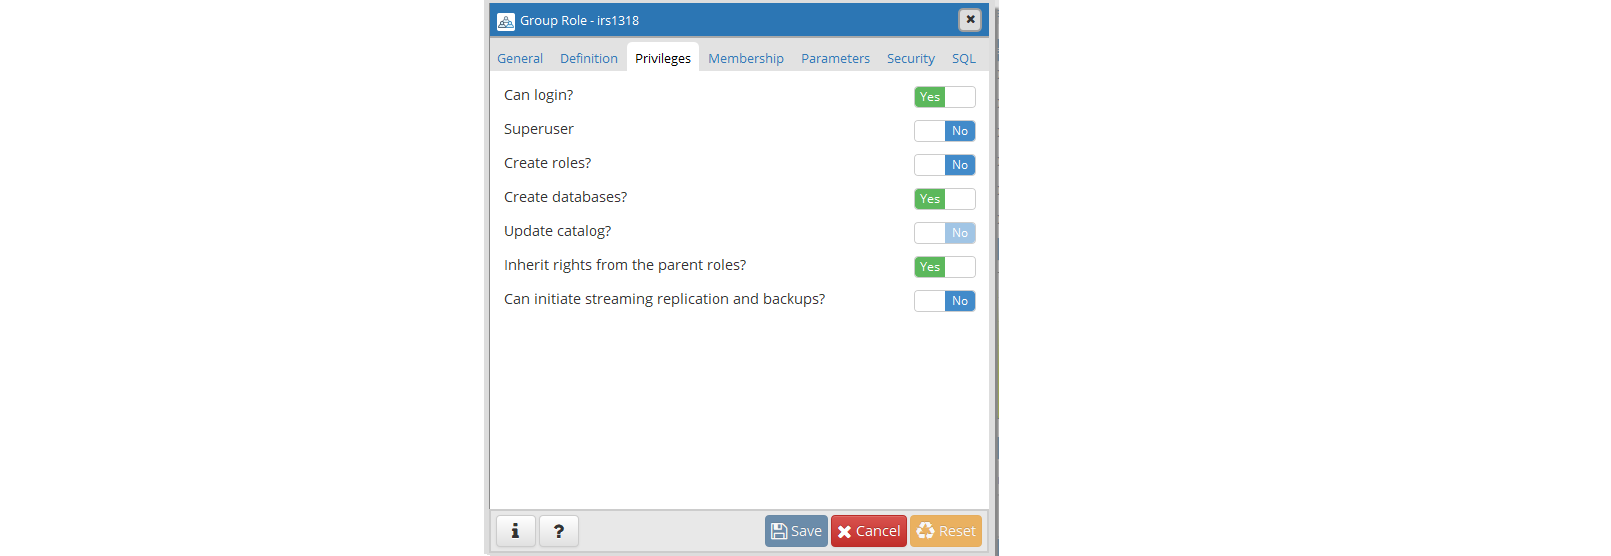 Group Role - irs1318
General Definition Privileges Membership Parameters Security SQL
Can login? Yes
Superuser No
Create roles? No
Create databases? Yes
Update catalog? No
Inherit rights from the parent roles? Yes
Can initiate streaming replication and backups? No
i ? Save Cancel Reset